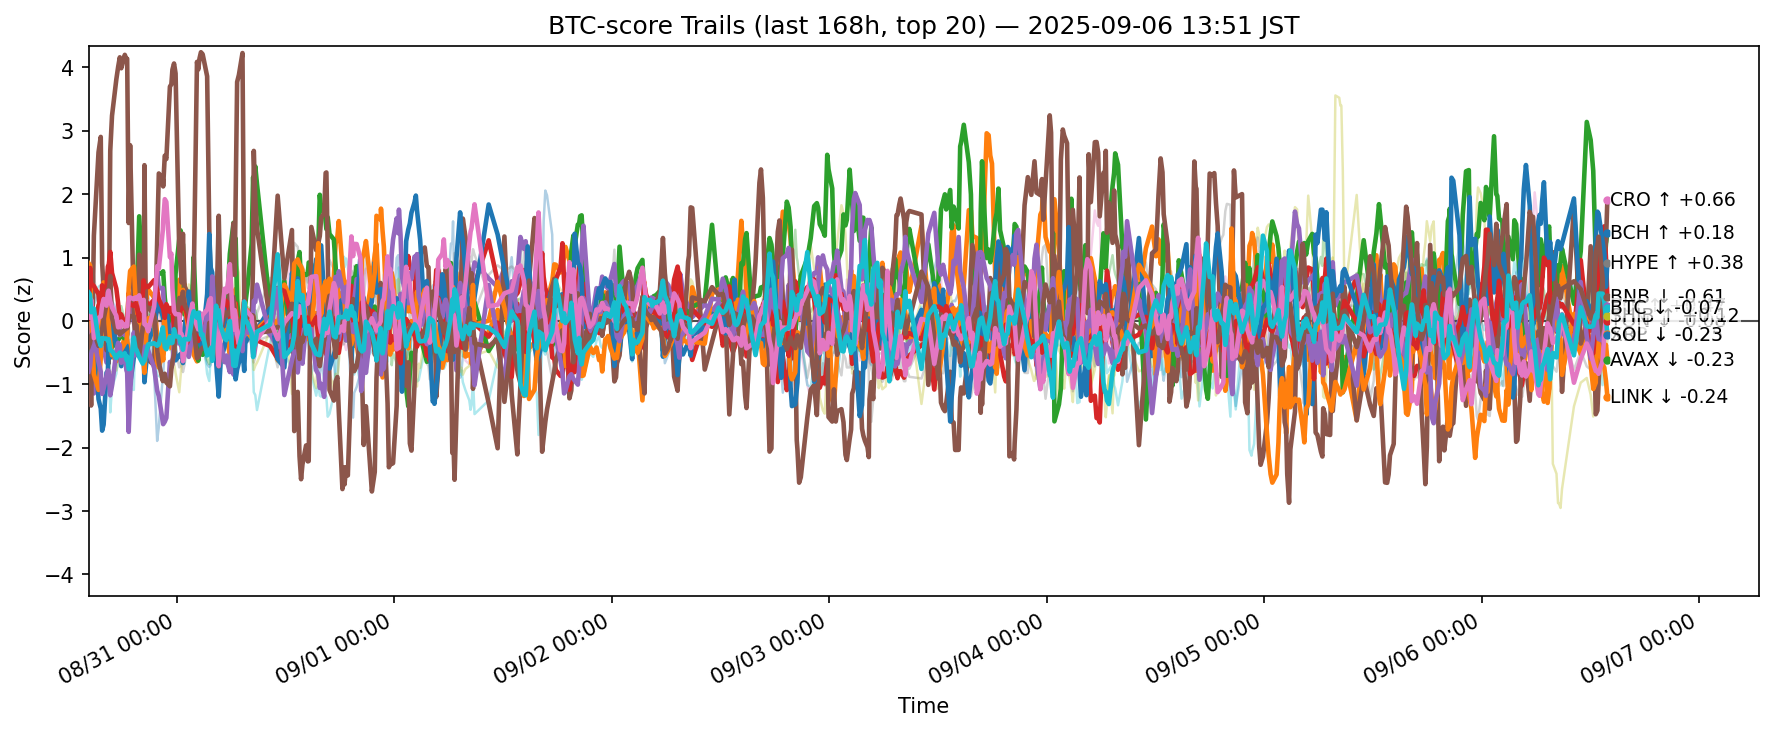 BTC-score Trails (last 168h, top 20) — 2025-09-06 13:51 JST
Score (z)
4
3
2
1
0
−1
−2
−3
−4
CRO ↑ +0.66
BCH ↑ +0.18
HYPE ↑ +0.38
BNB ↓ -0.61
BTC ↓ -0.07
SOL ↓ -0.23
AVAX ↓ -0.23
LINK ↓ -0.24
08/31 00:00
09/01 00:00
09/02 00:00
09/03 00:00
09/04 00:00
09/05 00:00
09/06 00:00
09/07 00:00
Time